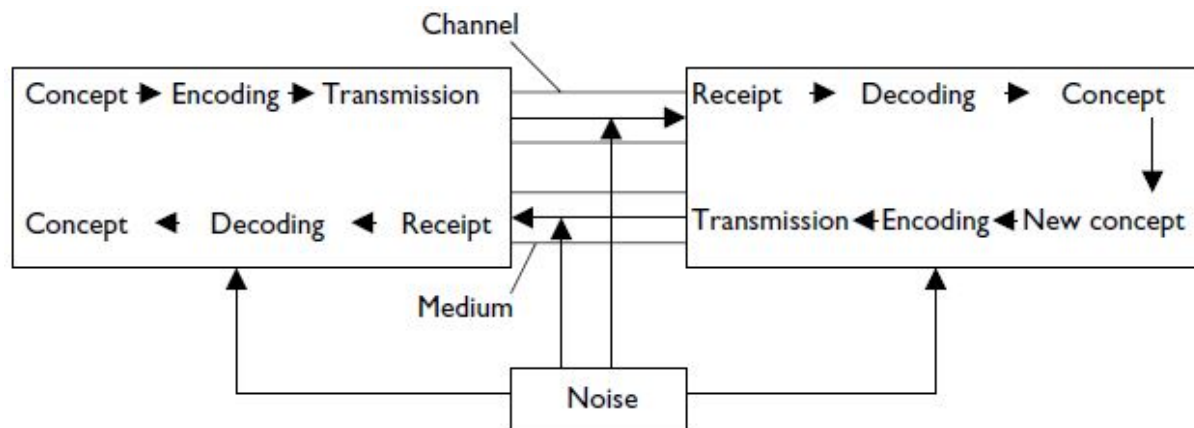 Channel
Concept Encoding Transmission
Receipt Decoding Concept
Concept Decoding Receipt
Transmission Encoding New concept
Medium
Noise